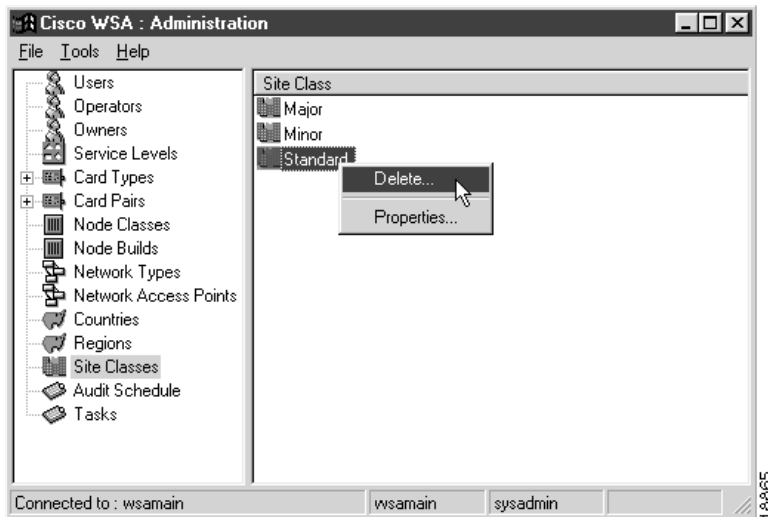 Cisco WSA : Administration
File Tools Help
Users
Operators
Owners
Service Levels
Card Types
Card Pairs
Node Classes
Node Builds
Network Types
Network Access Points
Countries
Regions
Site Classes
Audit Schedule
Tasks
Site Class
Major
Minor
Standard
Delete...
Properties...
Connected to : wsamain
wsamain
sysadmin
18865